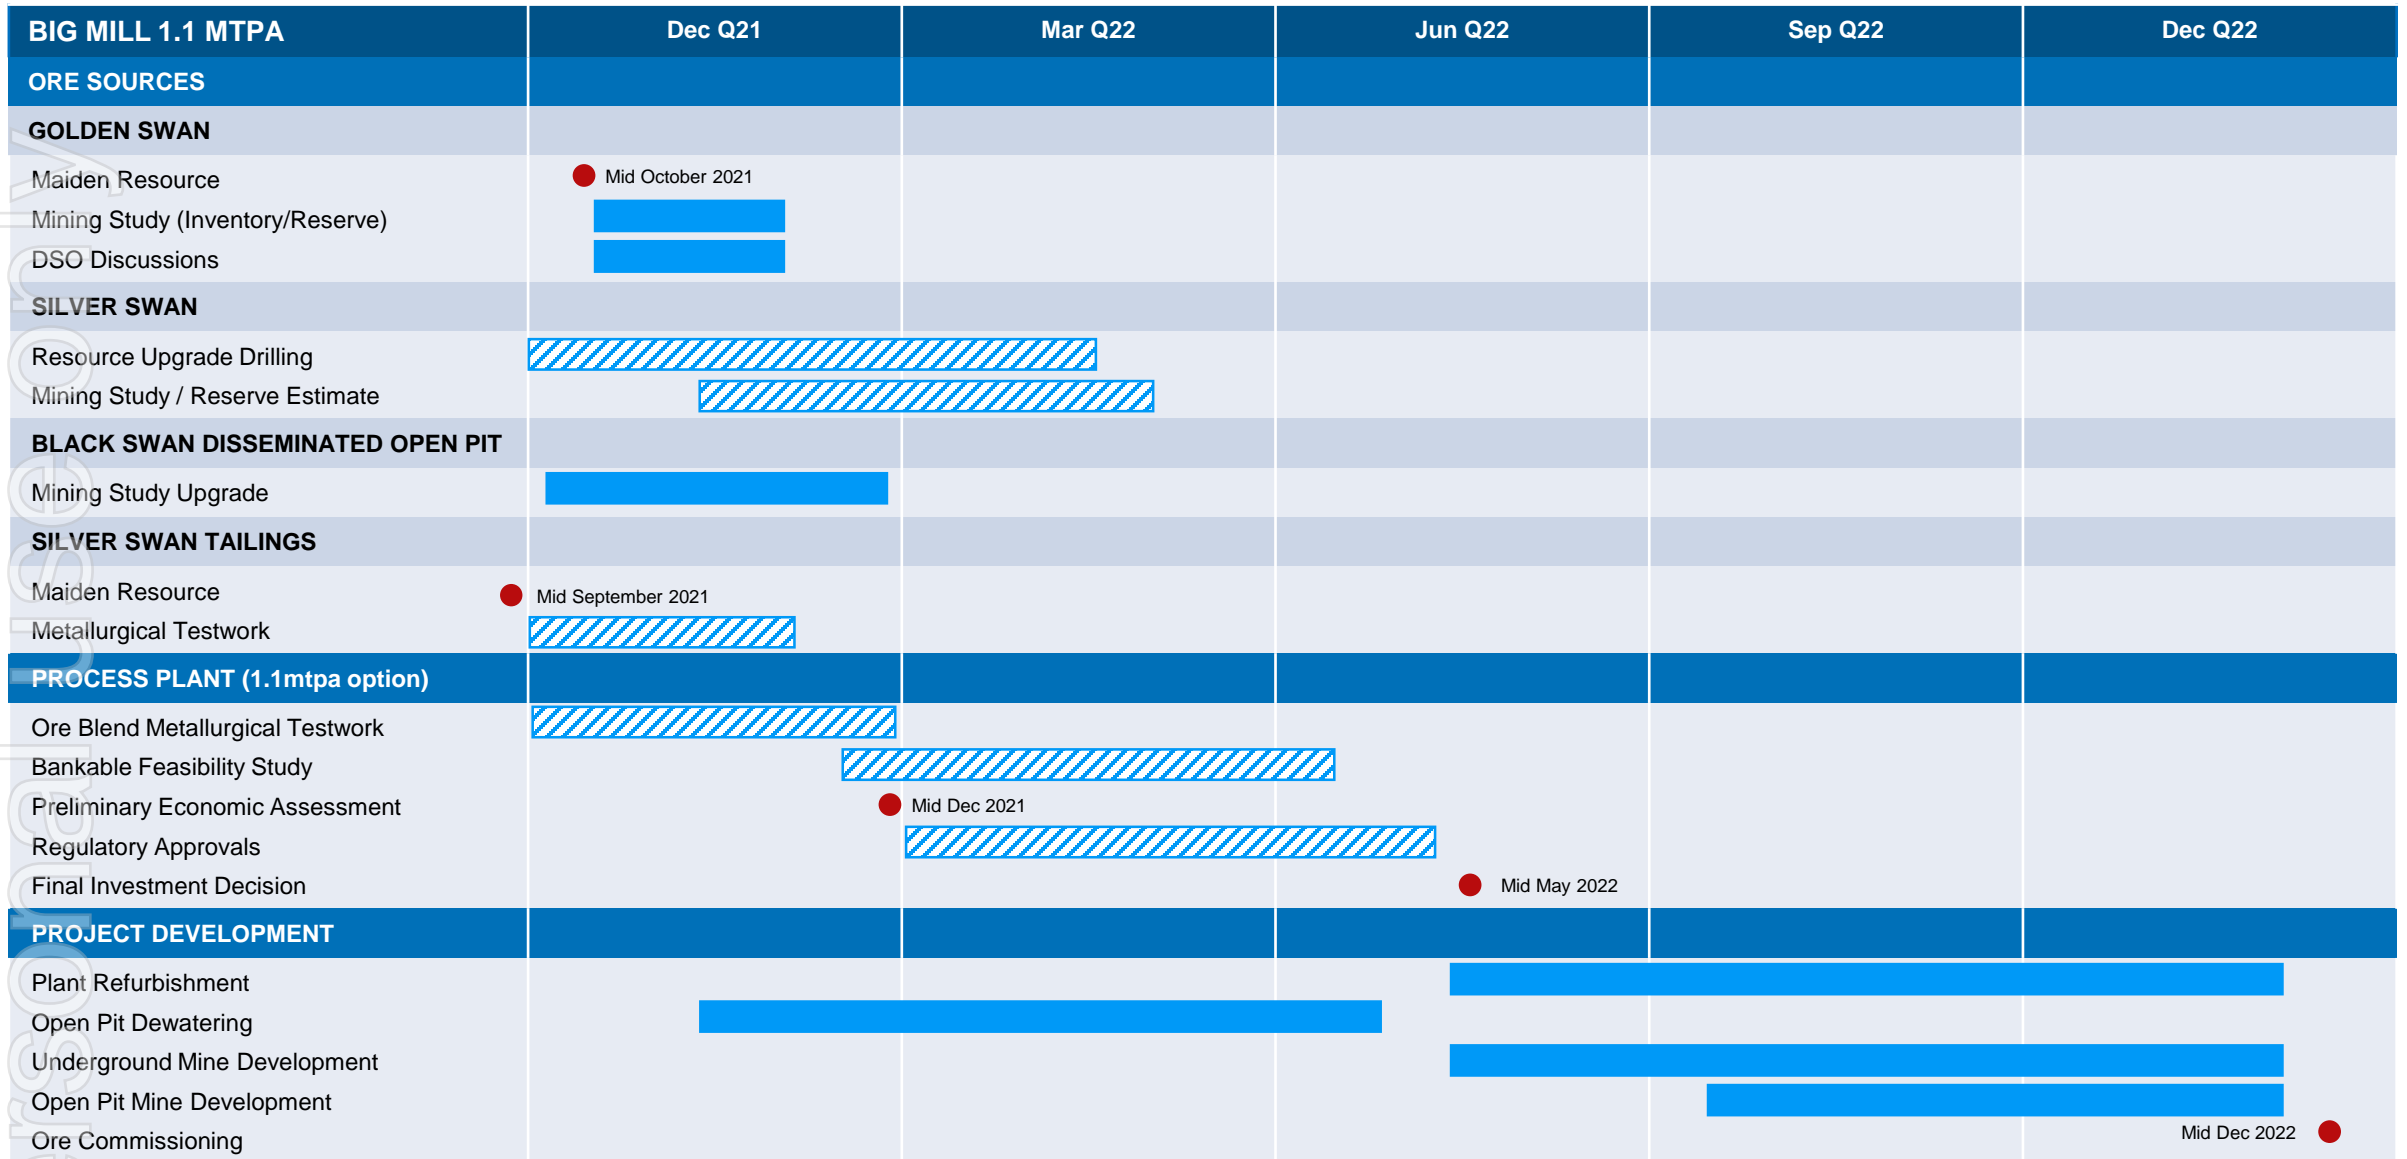 BIG MILL 1.1 MTPA Dec Q21 Mar Q22 Jun Q22 Sep Q22 Dec Q22
ORE SOURCES
GOLDEN SWAN
Maiden Resource Mid October 2021
Mining Study (Inventory/Reserve)
DSO Discussions
SILVER SWAN
Resource Upgrade Drilling
Mining Study / Reserve Estimate
BLACK SWAN DISSEMINATED OPEN PIT
Mining Study Upgrade
SILVER SWAN TAILINGS
Maiden Resource Mid September 2021
Metallurgical Testwork
PROCESS PLANT (1.1mtpa option)
Ore Blend Metallurgical Testwork
Bankable Feasibility Study
Preliminary Economic Assessment Mid Dec 2021
Regulatory Approvals
Final Investment Decision Mid May 2022
PROJECT DEVELOPMENT
Plant Refurbishment
Open Pit Dewatering
Underground Mine Development
Open Pit Mine Development
Ore Commissioning Mid Dec 2022
ersonal use only